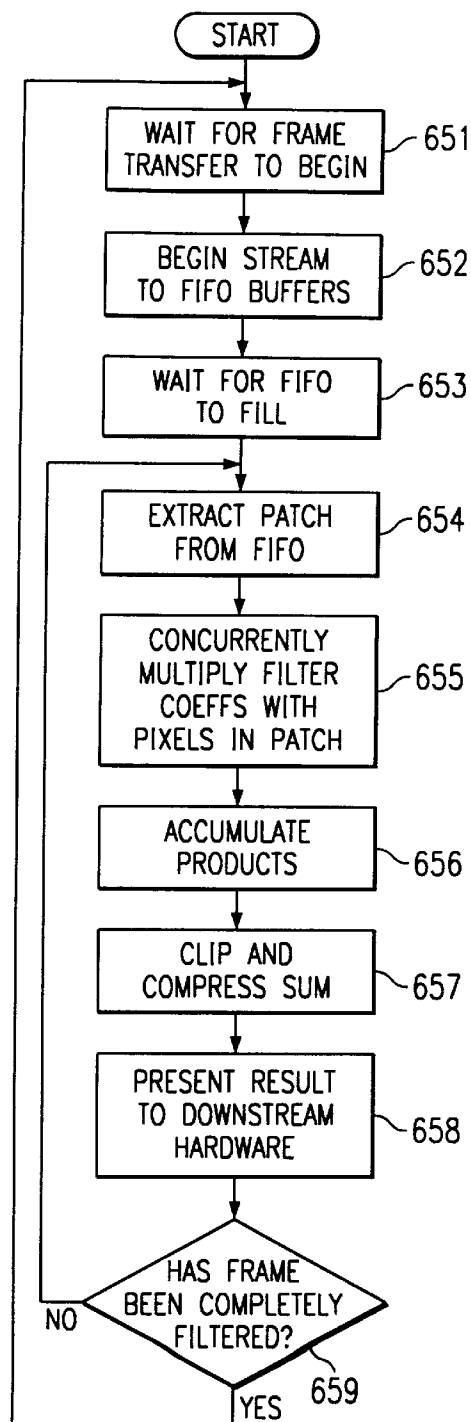 START
WAIT FOR FRAME
TRANSFER TO BEGIN
651
BEGIN STREAM
TO FIFO BUFFERS
652
WAIT FOR FIFO
TO FILL
653
EXTRACT PATCH
FROM FIFO
654
CONCURRENTLY
MULTIPLY FILTER
COEFFS WITH
PIXELS IN PATCH
655
ACCUMULATE
PRODUCTS
656
CLIP AND
COMPRESS SUM
657
PRESENT RESULT
TO DOWNSTREAM
HARDWARE
658
HAS FRAME
BEEN COMPLETELY
FILTERED?
NO
659
YES